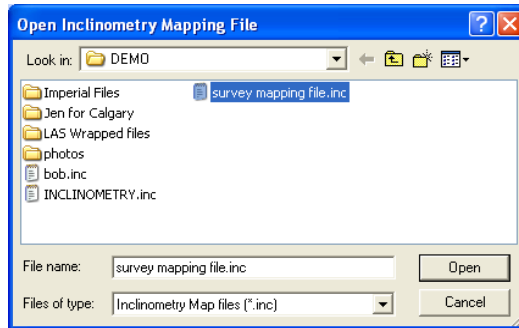 Open Inclinometry Mapping File
Look in: DEMO
Imperial Files
Jen for Calgary
LAS Wrapped files
photos
bob.inc
INCLINOMETRY.inc
survey mapping file.inc
File name: survey mapping file.inc Open
Files of type: Inclinometry Map files (*.inc) Cancel